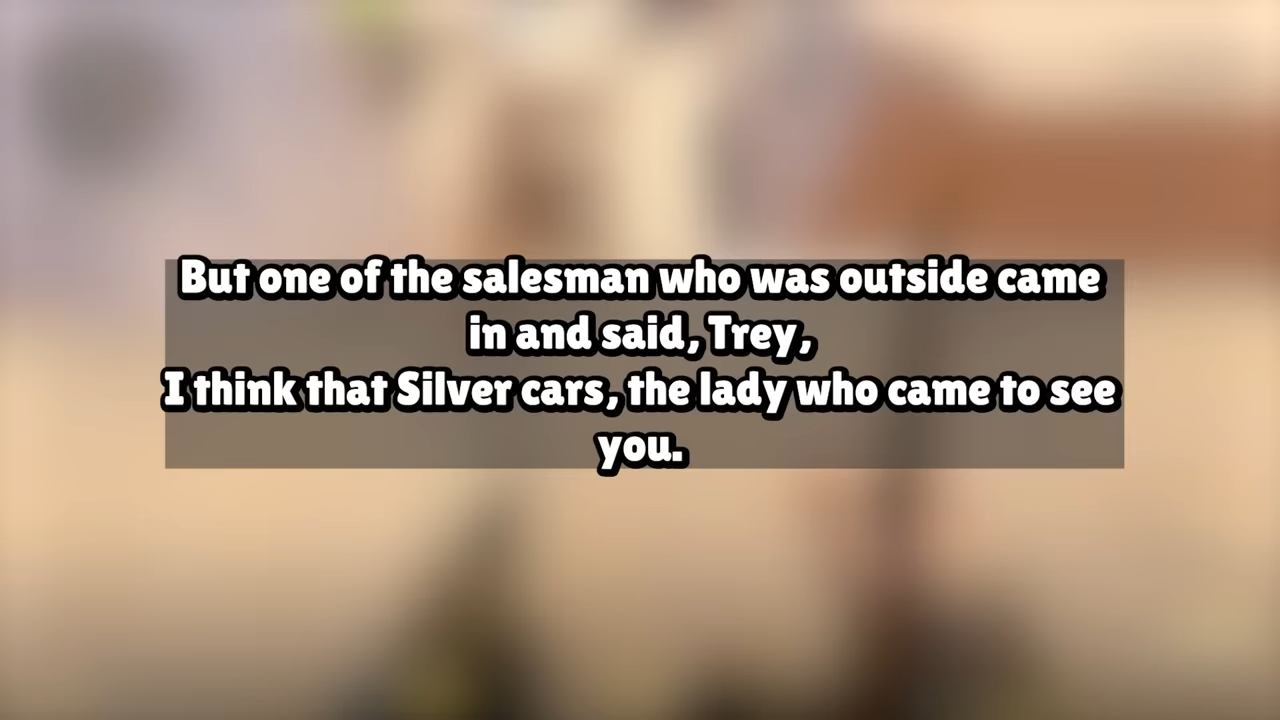 But one of the salesman who was outside came
in and said, Trey,
I think that Silver cars, the lady who came to see
you.